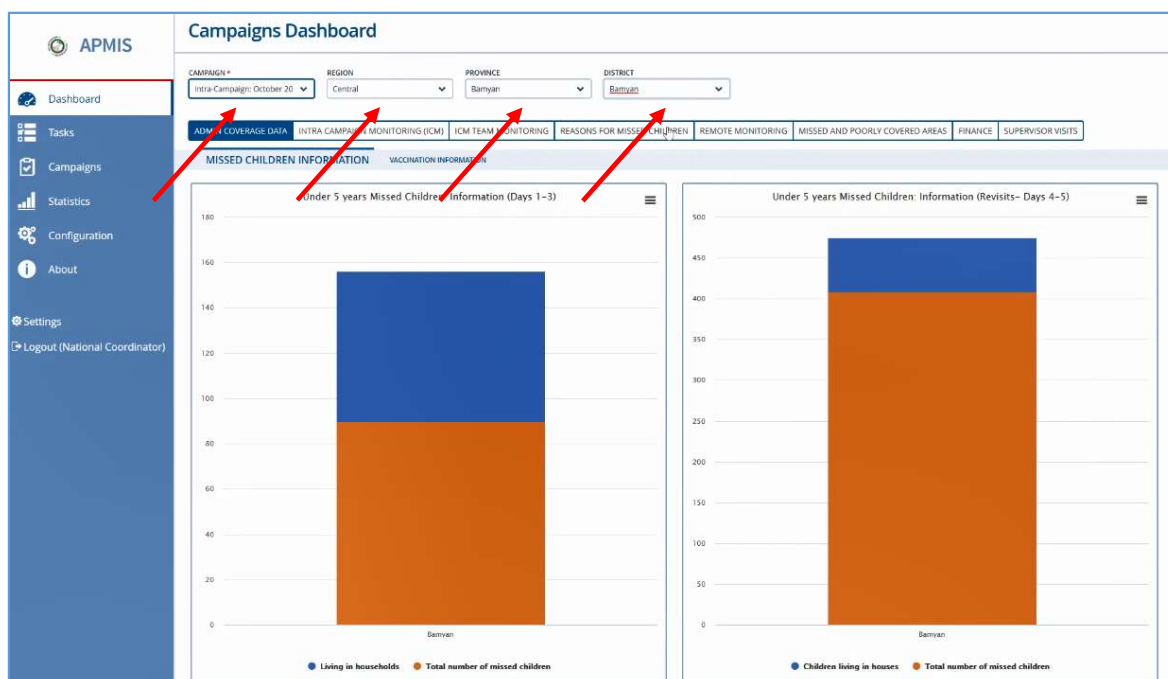 APMIS
Dashboard
Tasks
Campaigns
Statistics
Configuration
About
Settings
Logout (National Coordinator)
Campaigns Dashboard
CAMPAIGN * REGION PROVINCE DISTRICT
Intra-Campaign: October 20 Central Bamyan Bamyan
ADMIN COVERAGE DATA INTRA CAMPAIGN MONITORING (ICM) ICM TEAM MONITORING REASONS FOR MISSED CHILDREN REMOTE MONITORING MISSED AND POORLY COVERED AREAS FINANCE SUPERVISOR VISITS
MISSED CHILDREN INFORMATION VACCINATION INFORMATION
Under 5 years Missed Children: Information (Days 1-3)
180
160
140
120
100
80
60
40
20
0
Bamyan
Living in households Total number of missed children
Under 5 years Missed Children: Information (Revisits- Days 4-5)
500
450
400
350
300
250
200
150
100
50
0
Bamyan
Children living in houses Total number of missed children